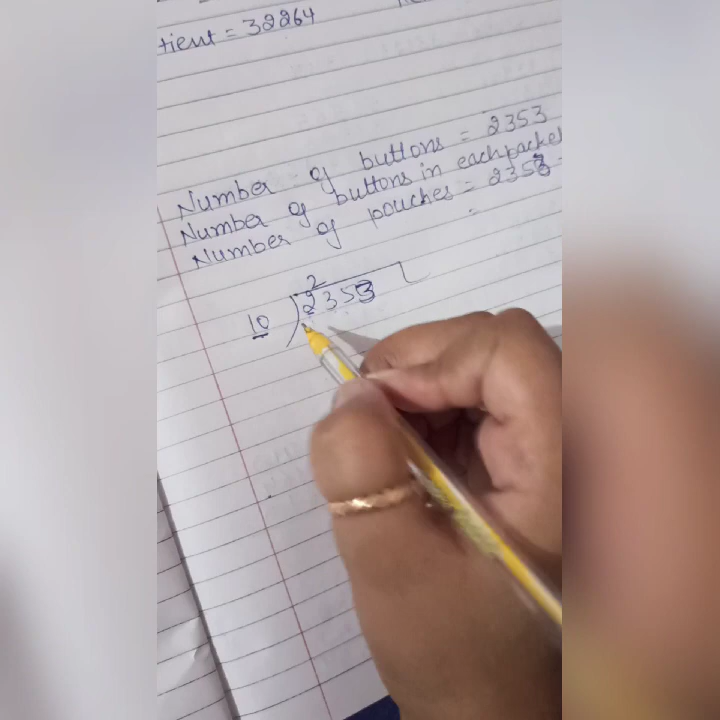 tient = 32264
Number of buttons = 2353
Number of buttons in each packet
Number of pouches = 2353
=
2
10 ) 2353